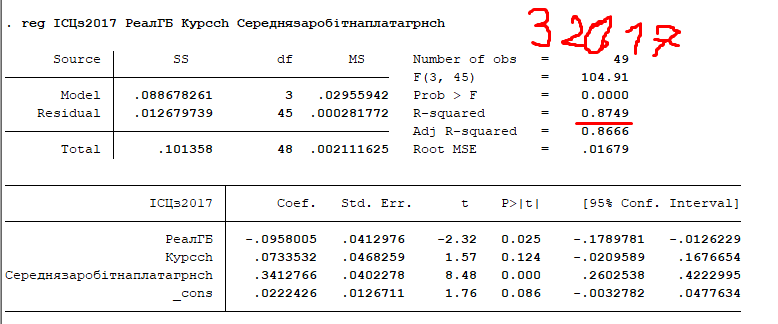 . reg ІСЦз2017 РеалГБ Курссh Середнязаробітнаплатагрнсh
З 2017
Source SS df MS Number of obs = 49
F(3, 45) = 104.91
Model .088678261 3 .02955942 Prob > F = 0.0000
Residual .012679739 45 .000281772 R-squared = 0.8749
Adj R-squared = 0.8666
Total .101358 48 .002111625 Root MSE = .01679
ІСЦз2017 Coef. Std. Err. t P>|t| [95% Conf. Interval]
РеалГБ -.0958005 .0412976 -2.32 0.025 -.1789781 -.0126229
Курссh .0733532 .0468259 1.57 0.124 -.0209589 .1676654
Середнязаробітнаплатагрнсh .3412766 .0402278 8.48 0.000 .2602538 .4222995
_cons .0222426 .0126711 1.76 0.086 -.0032782 .0477634